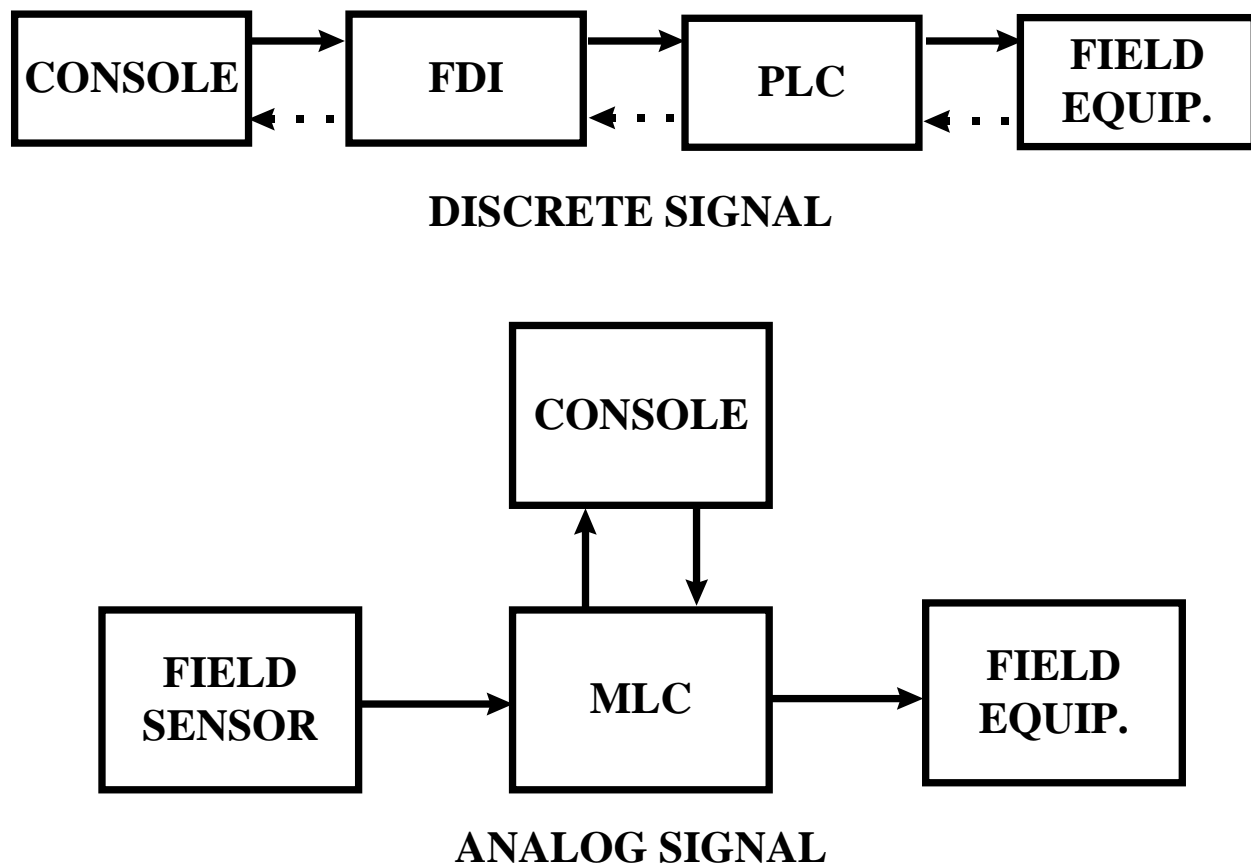 CONSOLE
FDI
PLC
FIELD
EQUIP.
DISCRETE SIGNAL
CONSOLE
FIELD
SENSOR
MLC
FIELD
EQUIP.
ANALOG SIGNAL